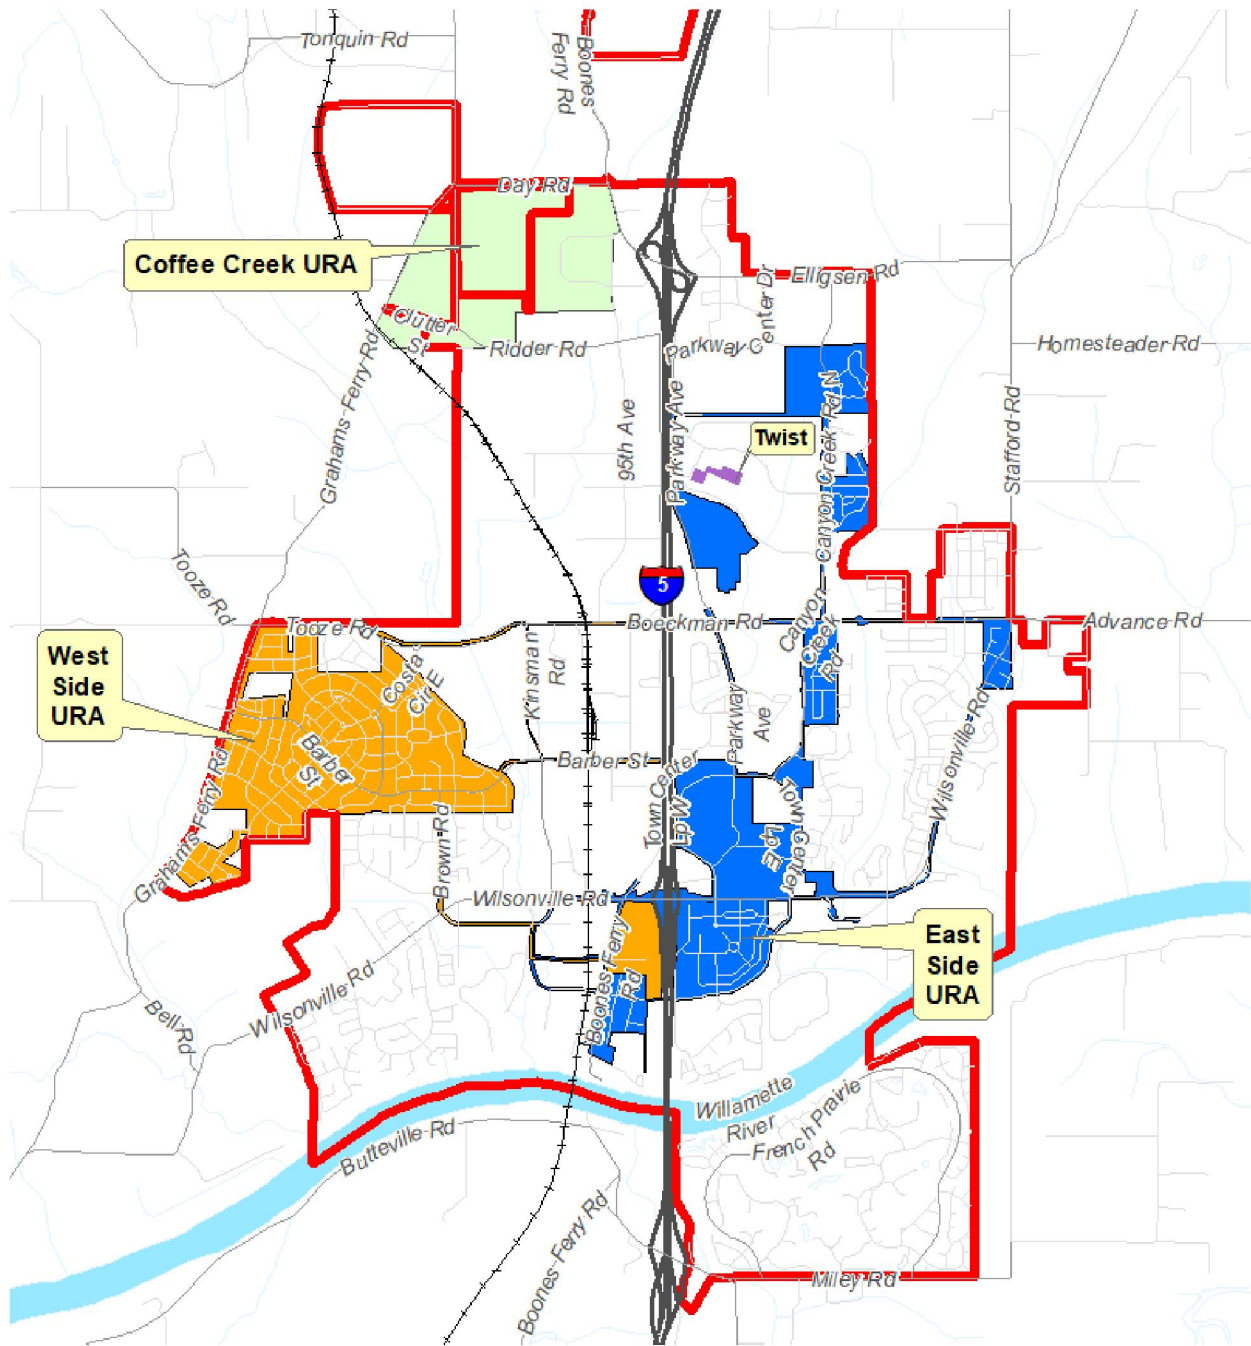 Tonquin Rd
Boones
Ferry Rd
Day Rd
Coffee Creek URA
Elligsen Rd
Clutter
St
Ridder Rd
Parkway Center Dr
Homesteader Rd
Grahams Ferry Rd
95th Ave
Parkway Ave
Twist
Canyon Creek Rd N
Stafford Rd
Tooze Rd
5
Tooze Rd
Boeckman Rd
Advance Rd
West
Side
URA
Costa
Cir E
Kinsman
Rd
Canyon
Creek
Rd
Parkway
Ave
Wilsonville Rd
Barber
St
Barber St
Town Center
Lp W
Town Center
Lp E
Grahams Ferry Rd
Brown Rd
Wilsonville Rd
East
Side
URA
Boones Ferry
Rd
Wilsonville Rd
Bell Rd
Willamette
River
French Prairie
Rd
Butteville Rd
Boones Ferry Rd
Miley Rd